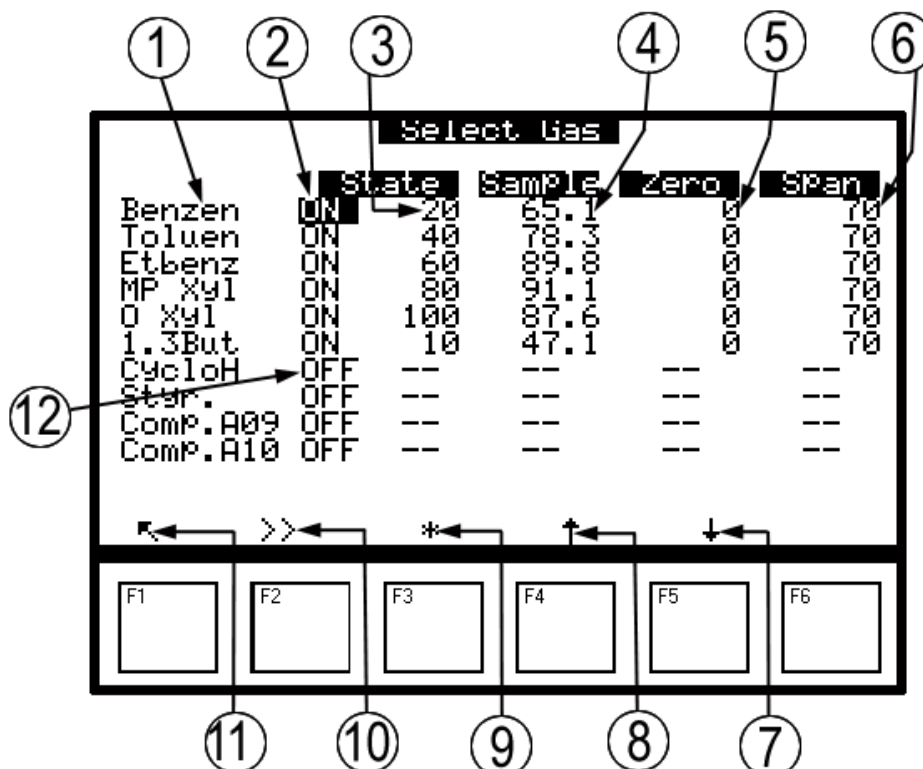 1 2 3 4 5 6
Select Gas
State Sample Zero Span
Benzen ON 20 65.1 0 70
Toluen ON 40 78.3 0 70
Etbenz ON 60 89.8 0 70
MP Xyl ON 80 91.1 0 70
O Xyl ON 100 87.6 0 70
1.3But ON 10 47.1 0 70
CycloH OFF -- -- -- --
Styr. OFF -- -- -- --
12
Comp.A09 OFF -- -- -- --
Comp.A10 OFF -- -- -- --
>> *
F1 F2 F3 F4 F5 F6
11 10 9 8 7